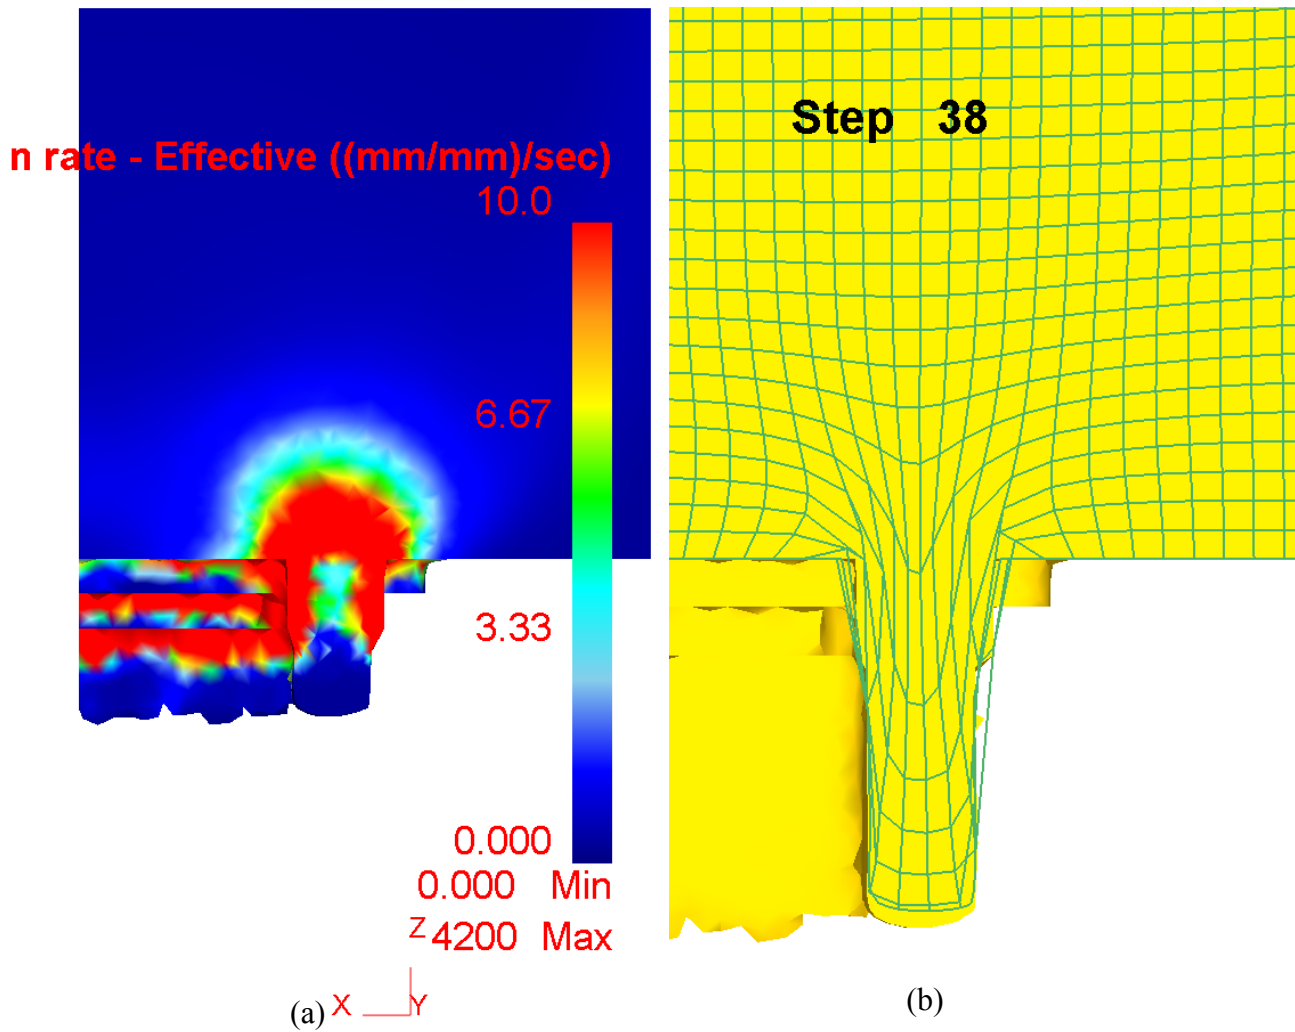 n rate - Effective ((mm/mm)/sec)
10.0
6.67
3.33
0.000
0.000 Min
4200 Max
Z
X
Y
(a)
Step 38
(b)